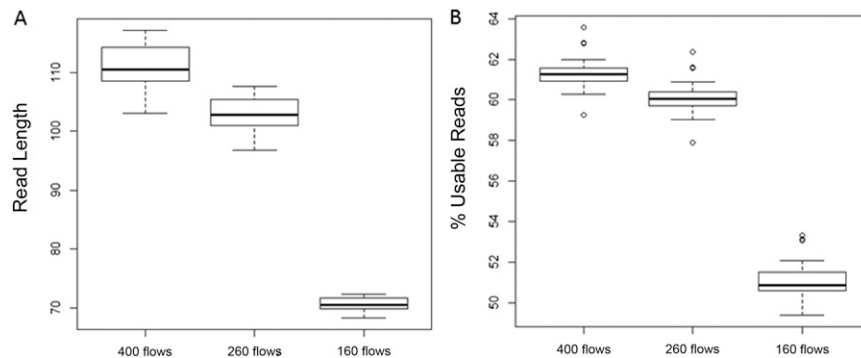 A
Read Length
110
100
90
80
70
400 flows
260 flows
160 flows
B
% Usable Reads
64
62
60
58
56
54
52
50
400 flows
260 flows
160 flows